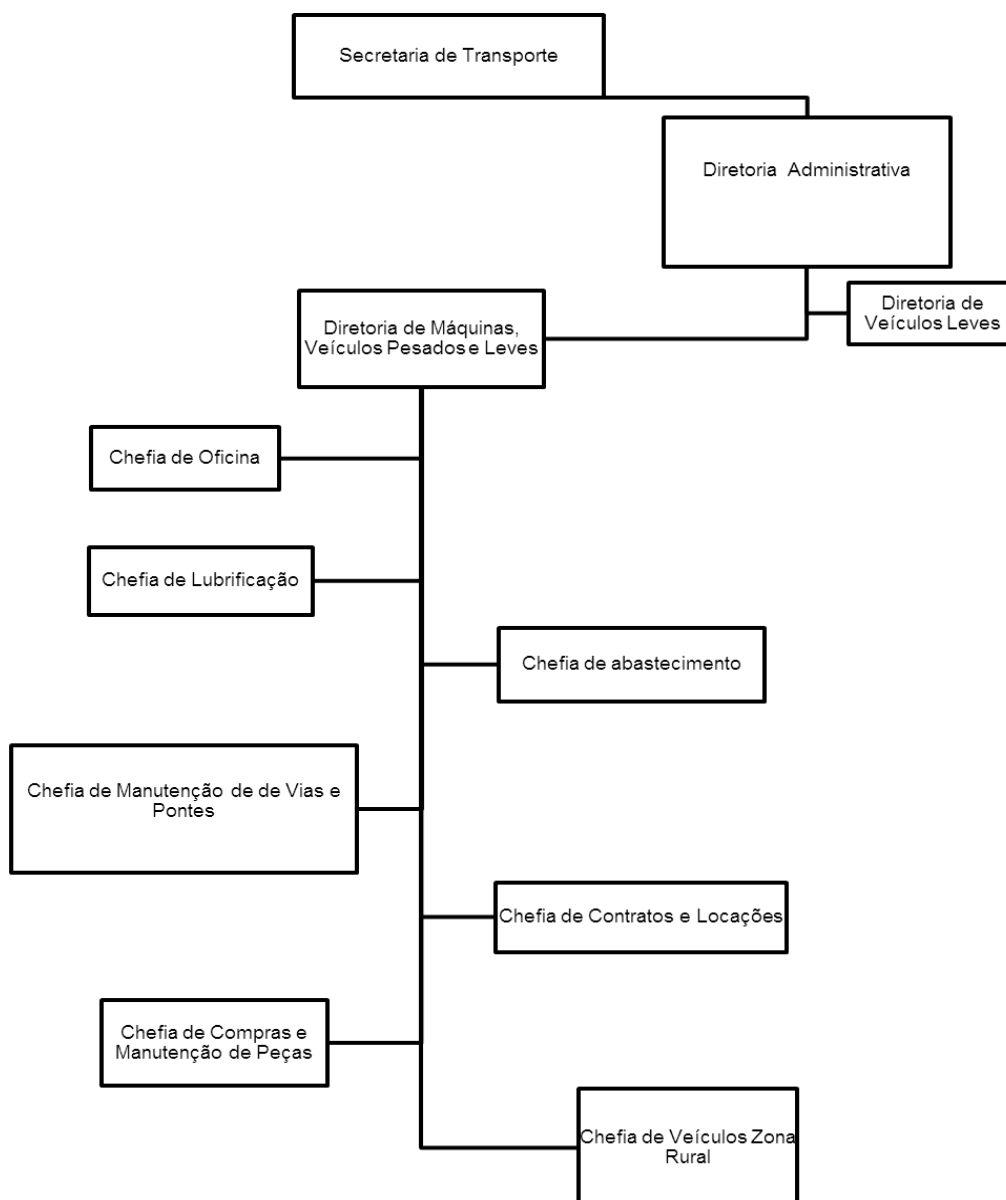 Secretaria de Transporte
Diretoria Administrativa
Diretoria de
Veículos Leves
Diretoria de Máquinas,
Veículos Pesados e Leves
Chefia de Oficina
Chefia de Lubrificação
Chefia de abastecimento
Chefia de Manutenção de de Vias e
Pontes
Chefia de Contratos e Locações
Chefia de Compras e
Manutenção de Peças
Chefia de Veículos Zona
Rural